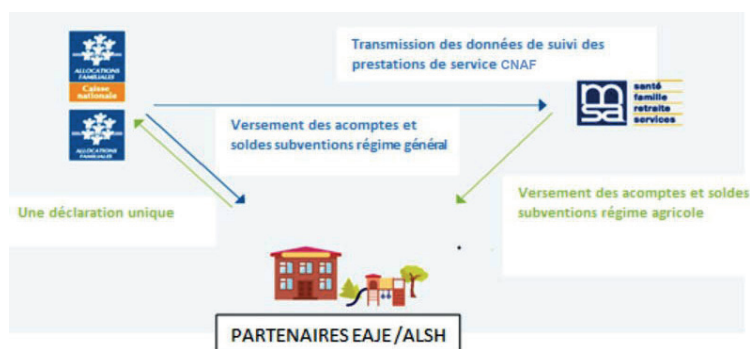 ALLOCATIONS
FAMILIALES
Caisse
nationale
ALLOCATIONS
FAMILIALES
Transmission des données de suivi des
prestations de service CNAF
msa
santé
famille
retraite
services
Versement des acomptes et
soldes subventions régime général
Une déclaration unique
Versement des acomptes et soldes
subventions régime agricole
PARTENAIRES EAJE/ALSH